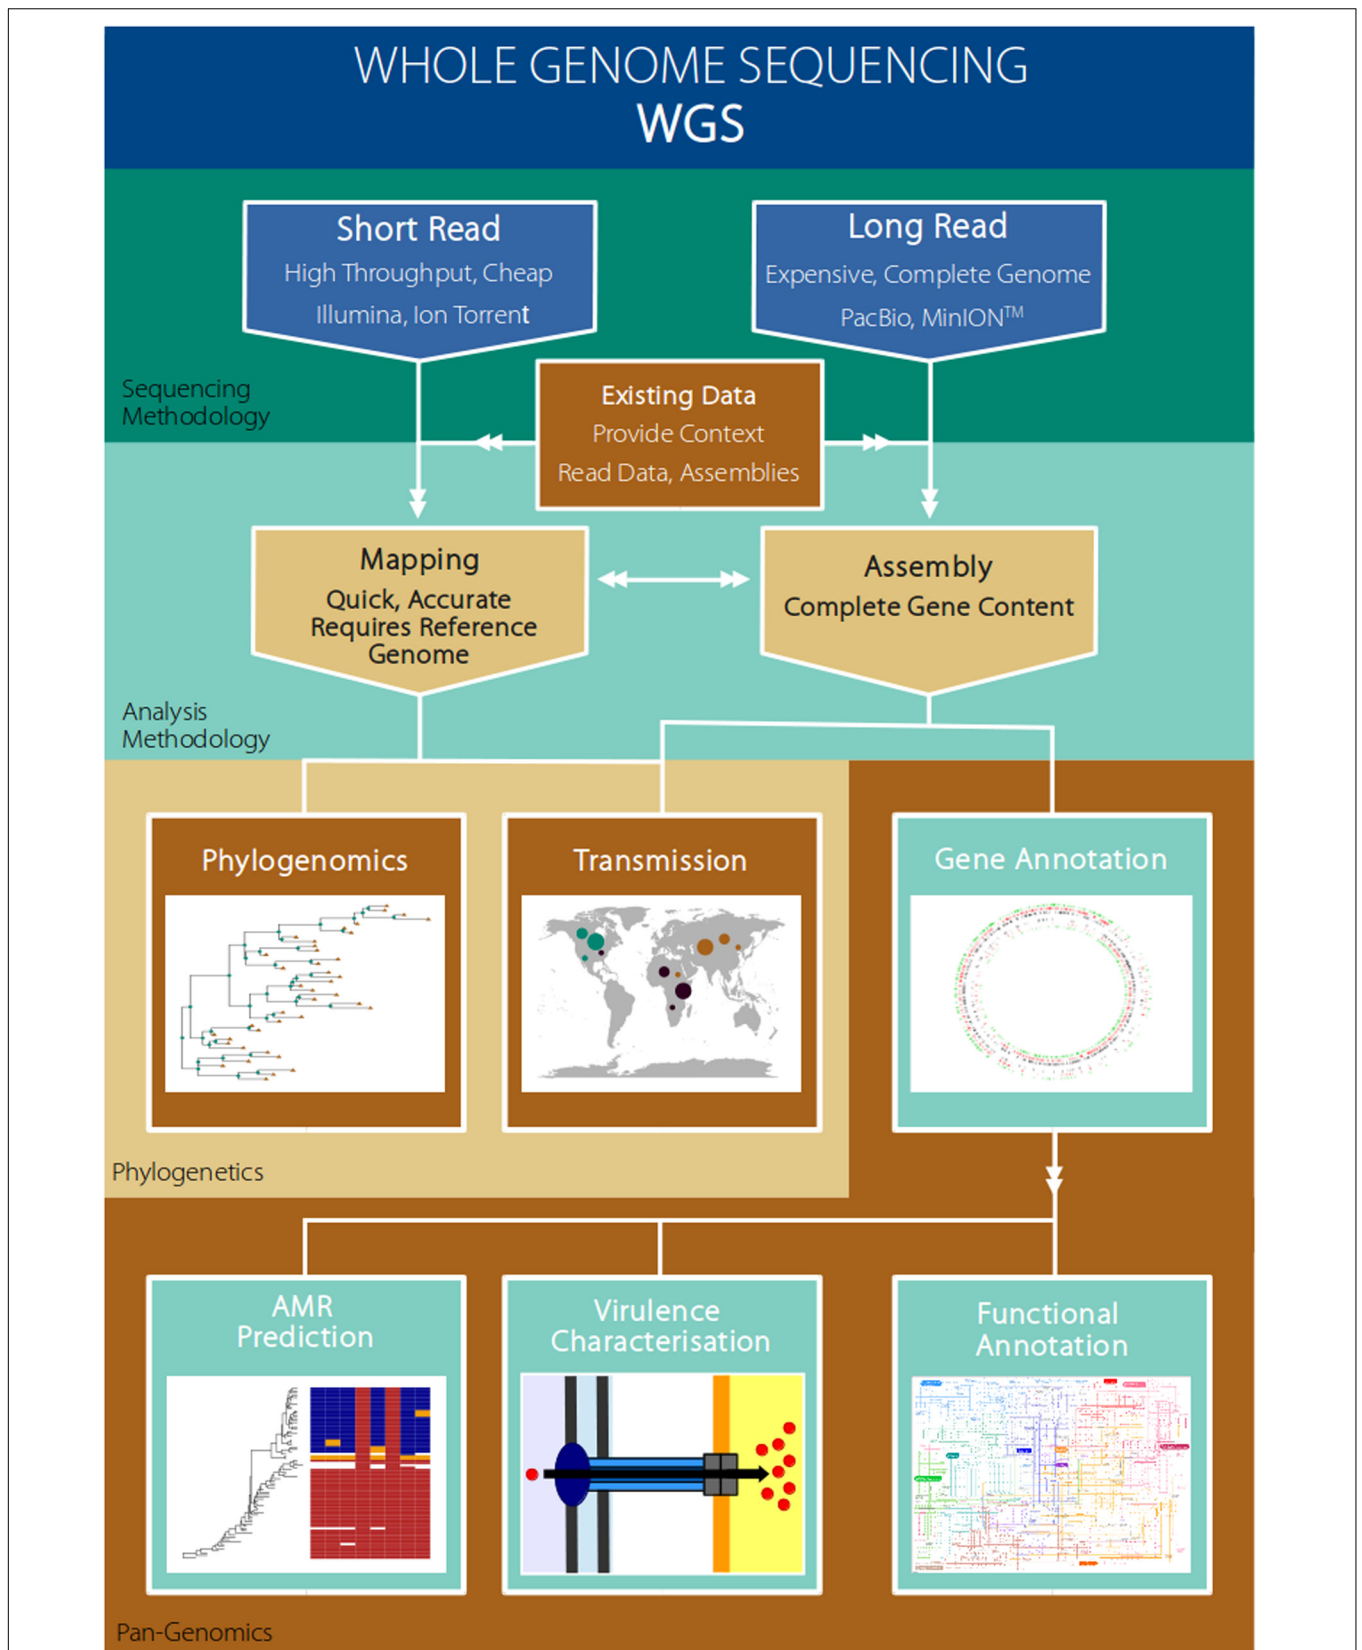 WHOLE GENOME SEQUENCING
WGS
Short Read
High Throughput, Cheap
Illumina, Ion Torrent
Long Read
Expensive, Complete Genome
PacBio, MinION™
Sequencing
Methodology
Existing Data
Provide Context
Read Data, Assemblies
Mapping
Quick, Accurate
Requires Reference
Genome
Assembly
Complete Gene Content
Analysis
Methodology
Phylogenomics
Transmission
Gene Annotation
Phylogenetics
AMR
Prediction
Virulence
Characterisation
Functional
Annotation
Pan-Genomics